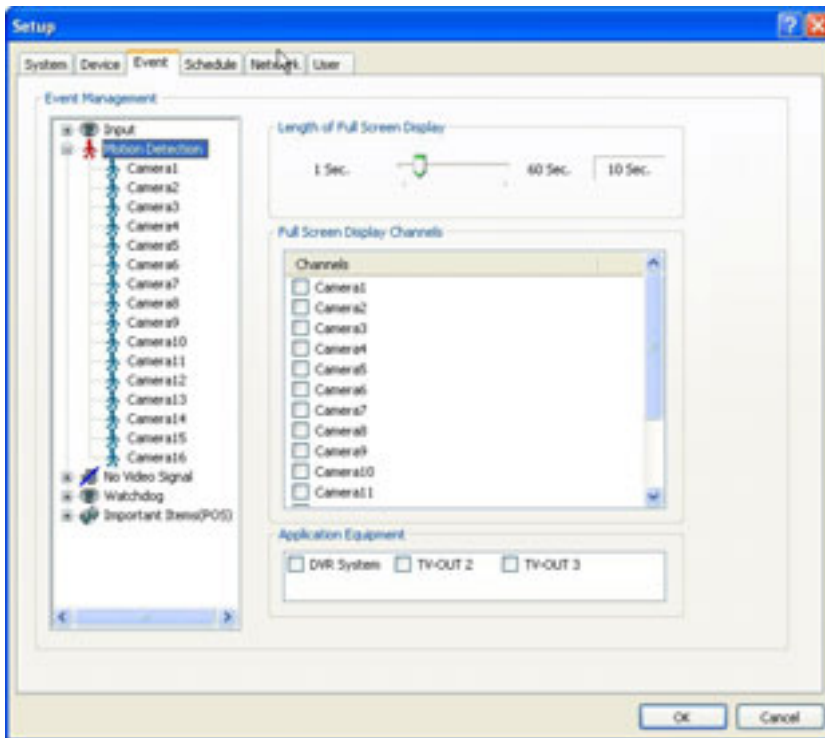 Setup
System Device Event Schedule Network User
Event Management
Input
Motion Detection
Camera1
Camera2
Camera3
Camera4
Camera5
Camera6
Camera7
Camera8
Camera9
Camera10
Camera11
Camera12
Camera13
Camera14
Camera15
Camera16
No Video Signal
Watchdog
Important Items(POS)
Length of Full Screen Display
1 Sec. 60 Sec. 10 Sec.
Full Screen Display Channels
Channels
Camera1
Camera2
Camera3
Camera4
Camera5
Camera6
Camera7
Camera8
Camera9
Camera10
Camera11
Application Equipment
DVR System TV-OUT 2 TV-OUT 3
OK Cancel